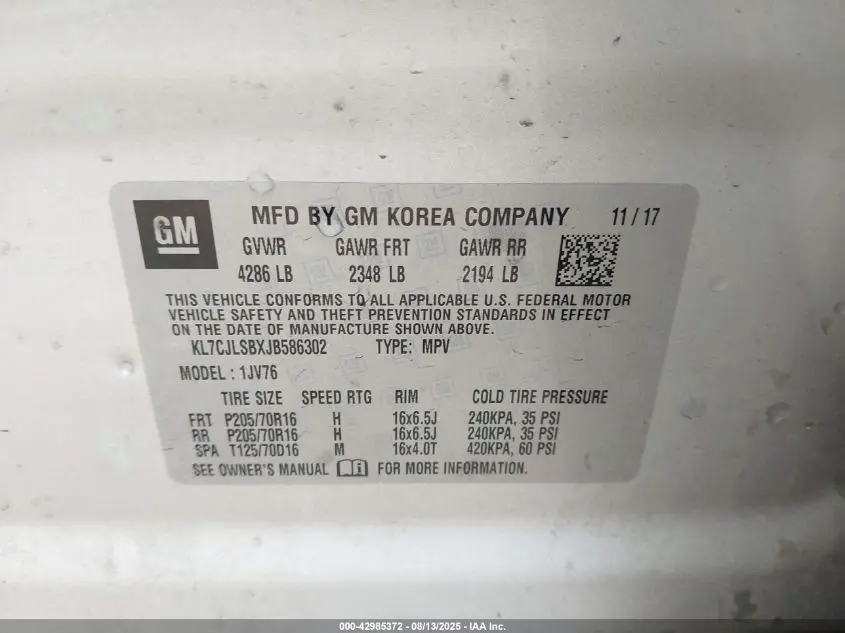 GM
MFD BY GM KOREA COMPANY 11 / 17
GVWR GAWR FRT GAWR RR
4286 LB 2348 LB 2194 LB
THIS VEHICLE CONFORMS TO ALL APPLICABLE U.S. FEDERAL MOTOR
VEHICLE SAFETY AND THEFT PREVENTION STANDARDS IN EFFECT
ON THE DATE OF MANUFACTURE SHOWN ABOVE.
KL7CJLSBXJB586302 TYPE: MPV
MODEL : 1JV76
TIRE SIZE SPEED RTG RIM COLD TIRE PRESSURE
FRT P205/70R16 H 16x6.5J 240KPA, 35 PSI
RR P205/70R16 H 16x6.5J 240KPA, 35 PSI
SPA T125/70D16 M 16x4.0T 420KPA, 60 PSI
SEE OWNER'S MANUAL FOR MORE INFORMATION.
000-42985372 - 08/13/2025 - IAA Inc.